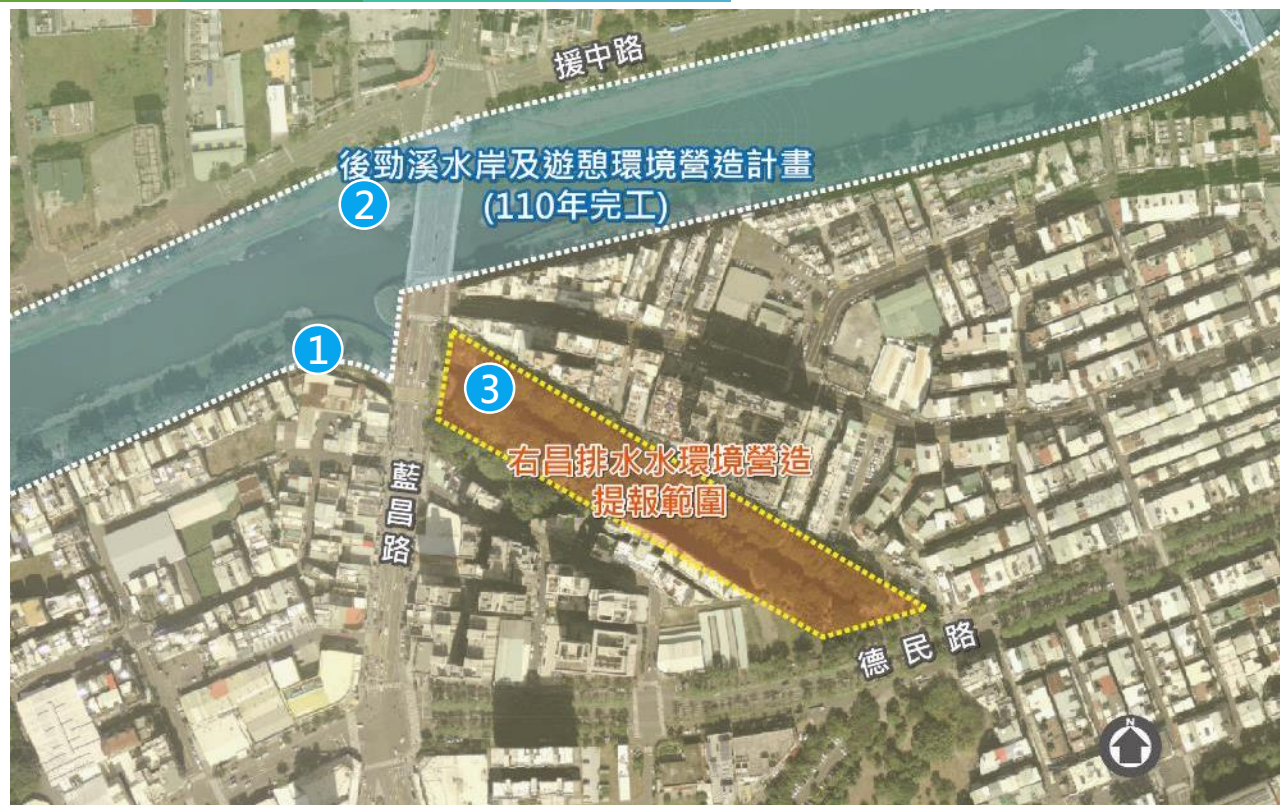 援中路
後勁溪水岸及遊憩環境營造計畫
(110年完工)
2
1
3
右昌排水水環境營造
提報範圍
藍昌路
德民路
N